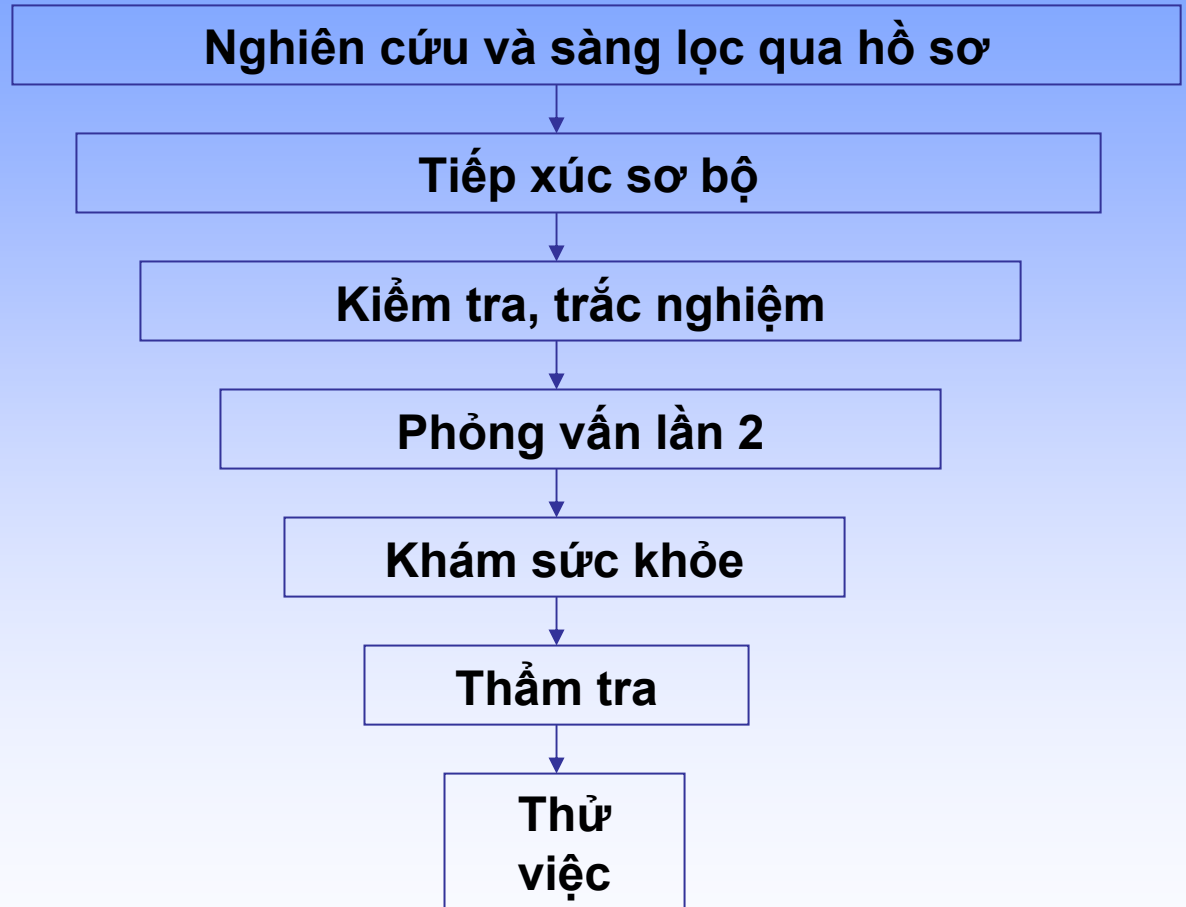 Nghiên cứu và sàng lọc qua hồ sơ
Tiếp xúc sơ bộ
Kiểm tra, trắc nghiệm
Phỏng vấn lần 2
Khám sức khỏe
Thẩm tra
Thử
việc